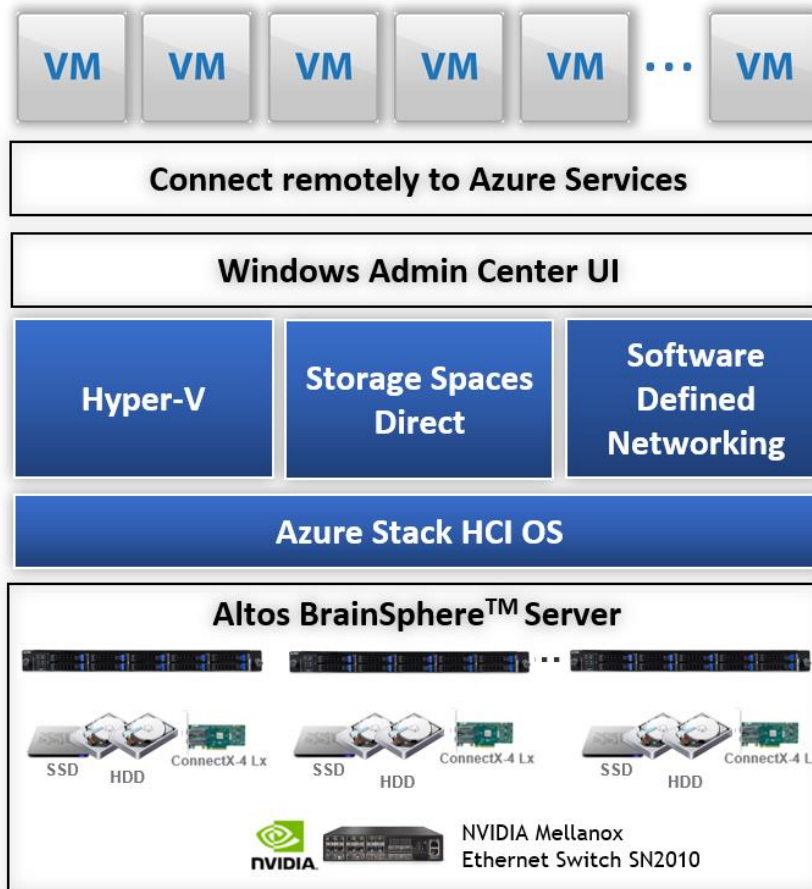 VM VM VM VM VM ... VM
Connect remotely to Azure Services
Windows Admin Center UI
Hyper-V
Storage Spaces
Direct
Software
Defined
Networking
Azure Stack HCI OS
Altos BrainSphere™ Server
SSD HDD ConnectX-4 Lx
SSD HDD ConnectX-4 Lx
SSD HDD ConnectX-4 L
NVIDIA.
NVIDIA Mellanox
Ethernet Switch SN2010